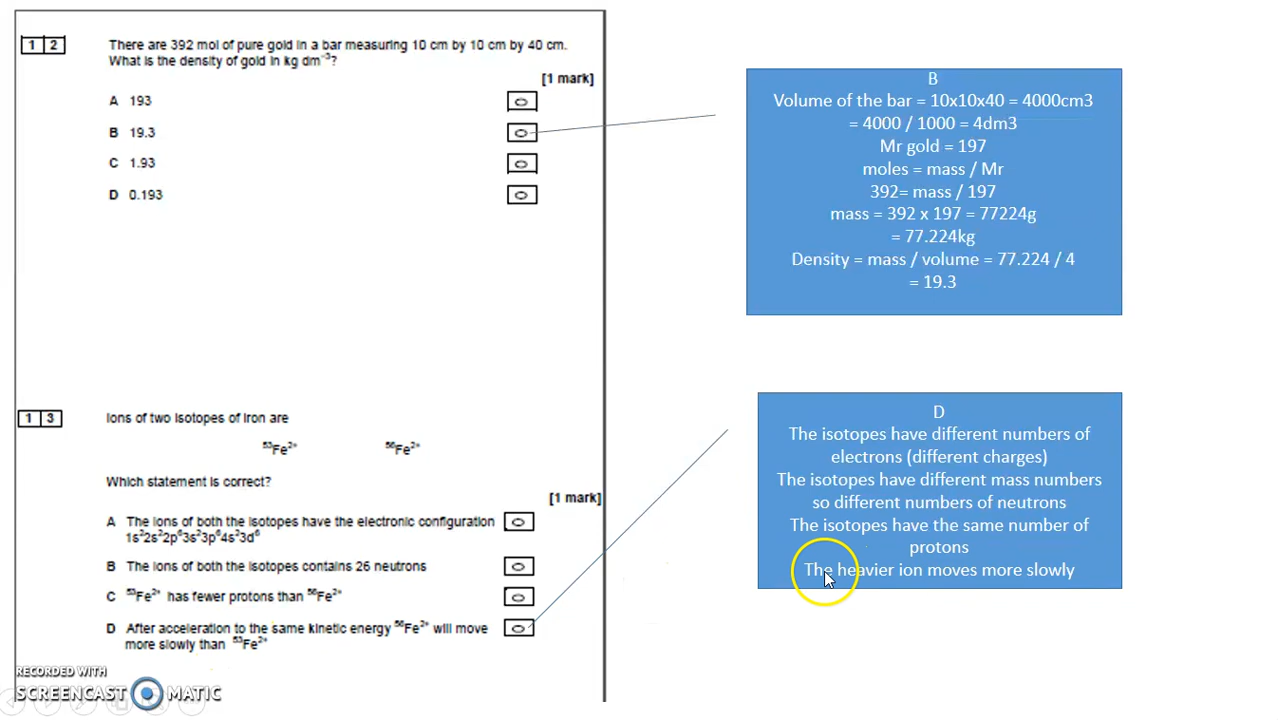 1 2
There are 392 mol of pure gold in a bar measuring 10 cm by 10 cm by 40 cm.
What is the density of gold in kg dm⁻³?
[1 mark]
A 193
B 19.3
C 1.93
D 0.193
B
Volume of the bar = 10x10x40 = 4000cm3
= 4000 / 1000 = 4dm3
Mr gold = 197
moles = mass / Mr
392= mass / 197
mass = 392 x 197 = 77224g
= 77.224kg
Density = mass / volume = 77.224 / 4
= 19.3
1 3
Ions of two isotopes of iron are
⁵³Fe²⁺ ⁵⁶Fe²⁺
Which statement is correct?
[1 mark]
A The ions of both the isotopes have the electronic configuration
1s²2s²2p⁶3s²3p⁶4s²3d⁶
B The ions of both the isotopes contains 26 neutrons
C ⁵³Fe²⁺ has fewer protons than ⁵⁶Fe²⁺
D After acceleration to the same kinetic energy ⁵⁶Fe²⁺ will move
more slowly than ⁵³Fe²⁺
D
The isotopes have different numbers of
electrons (different charges)
The isotopes have different mass numbers
so different numbers of neutrons
The isotopes have the same number of
protons
The heavier ion moves more slowly
RECORDED WITH
SCREENCAST MATIC